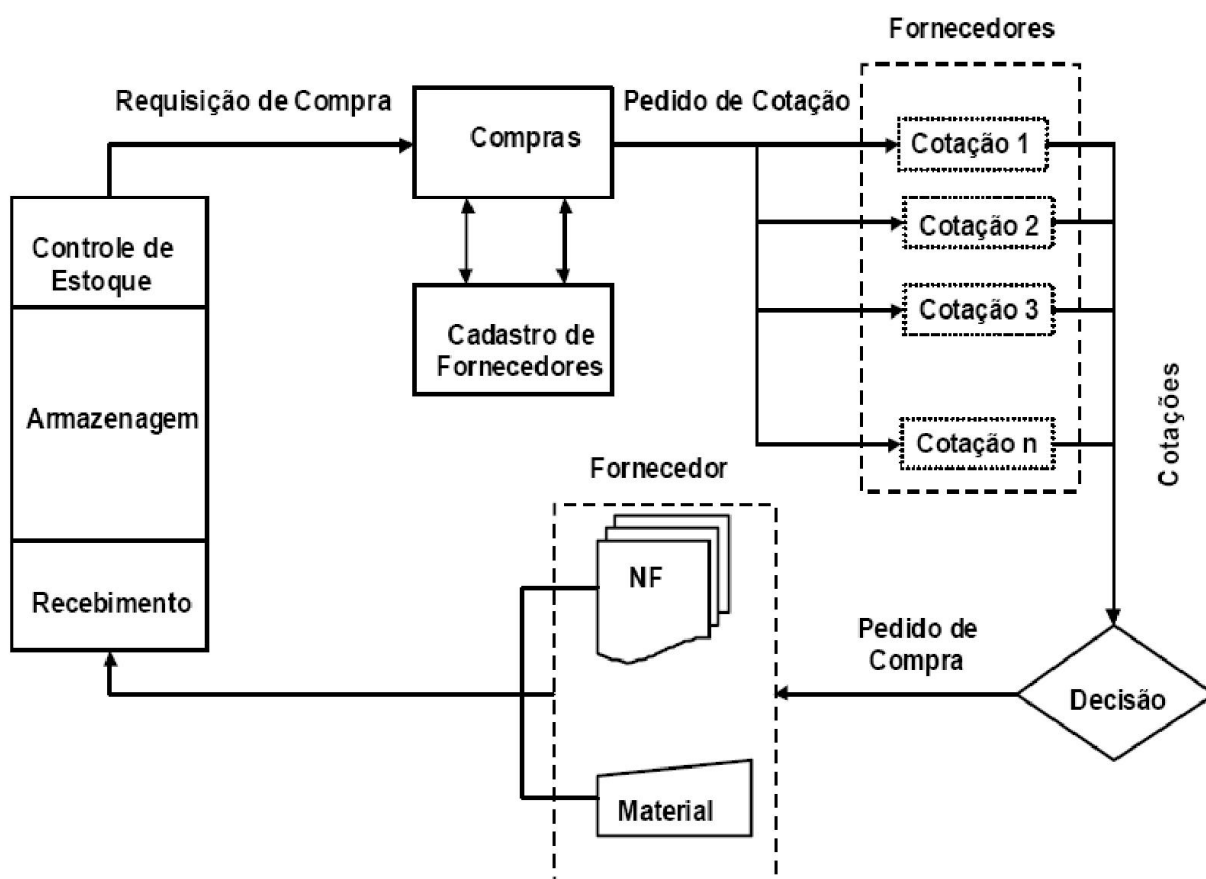 Fornecedores
Requisição de Compra
Pedido de Cotação
Compras
Cotação 1
Cotação 2
Cotação 3
Cotação n
Cotações
Controle de
Estoque
Armazenagem
Recebimento
Cadastro de
Fornecedores
Fornecedor
NF
Material
Pedido de
Compra
Decisão